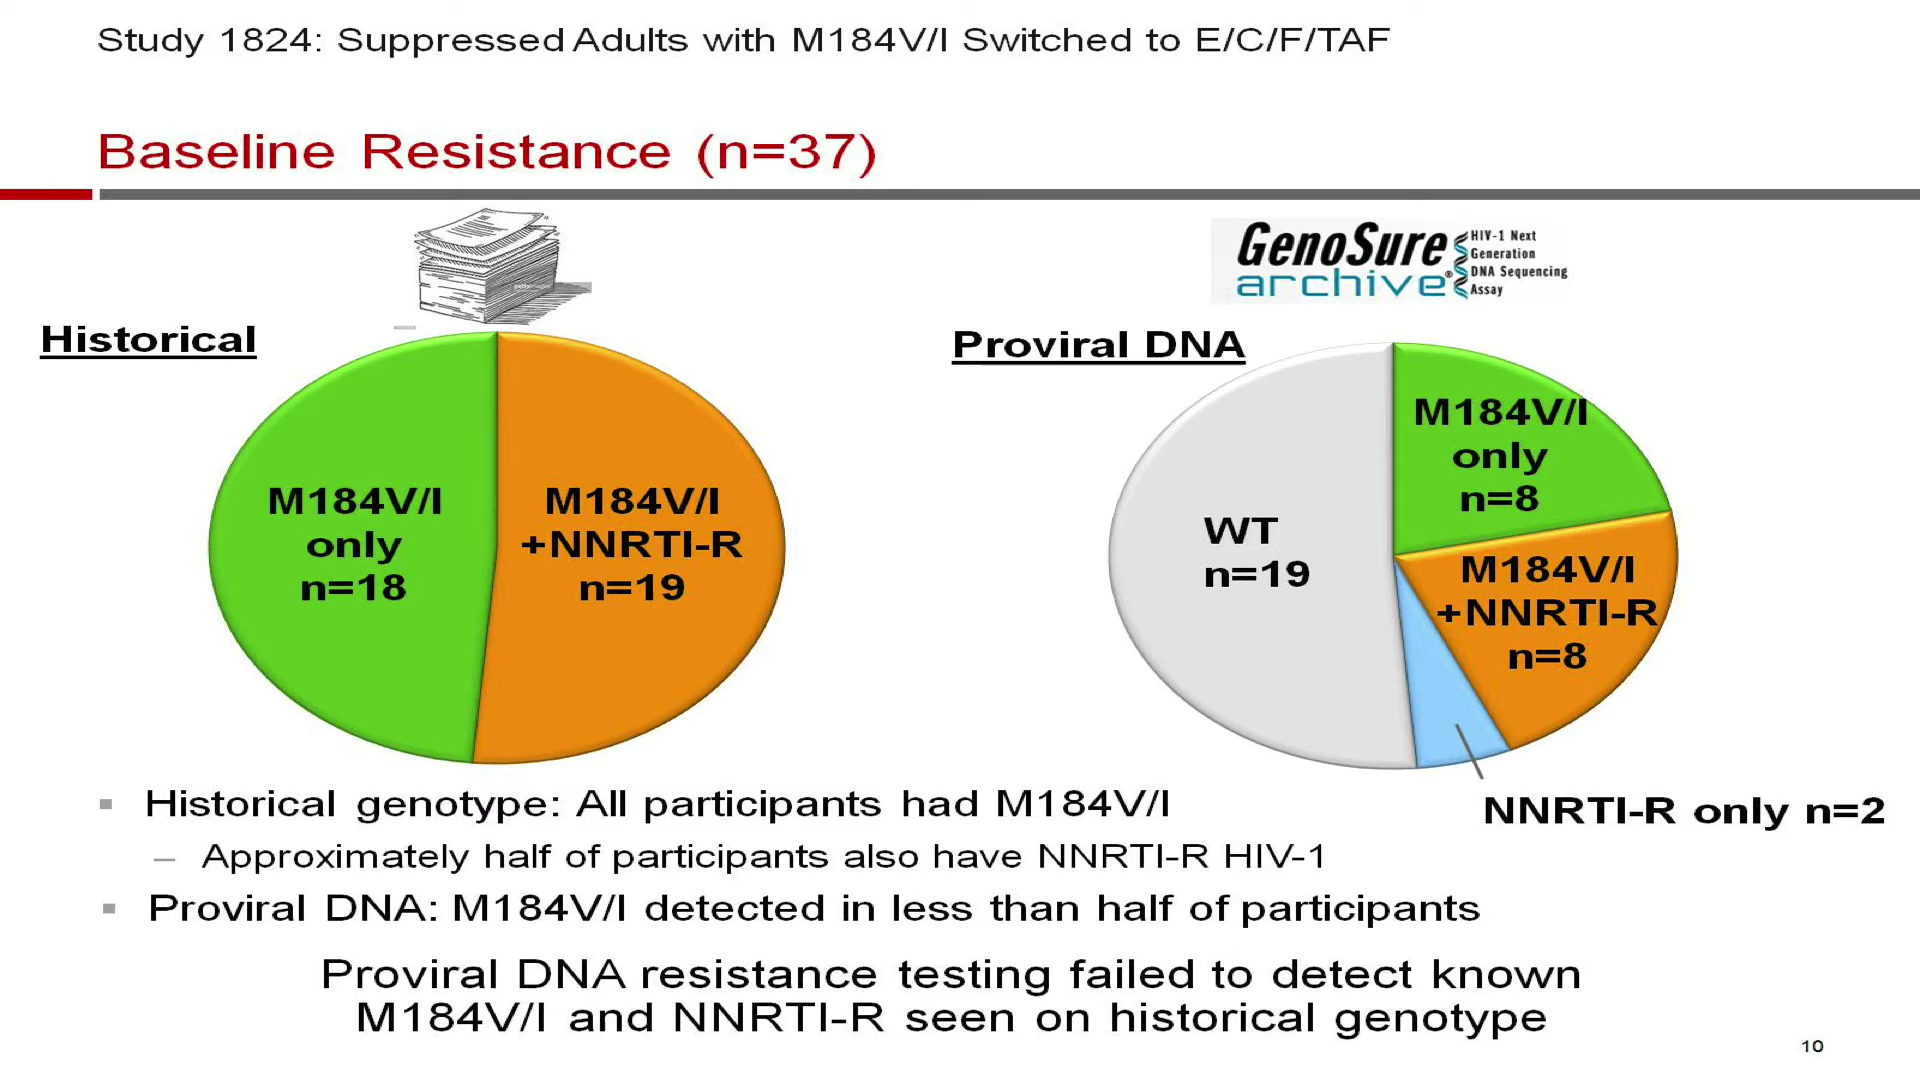 Study 1824: Suppressed Adults with M184V/I Switched to E/C/F/TAF
Baseline Resistance (n=37)
GenoSure
archive®
HIV-1 Next
Generation
DNA Sequencing
Assay
Historical
M184V/I
only
n=18
M184V/I
+NNRTI-R
n=19
Proviral DNA
WT
n=19
M184V/I
only
n=8
M184V/I
+NNRTI-R
n=8
NNRTI-R only n=2
Historical genotype: All participants had M184V/I
– Approximately half of participants also have NNRTI-R HIV-1
Proviral DNA: M184V/I detected in less than half of participants
Proviral DNA resistance testing failed to detect known
M184V/I and NNRTI-R seen on historical genotype
10